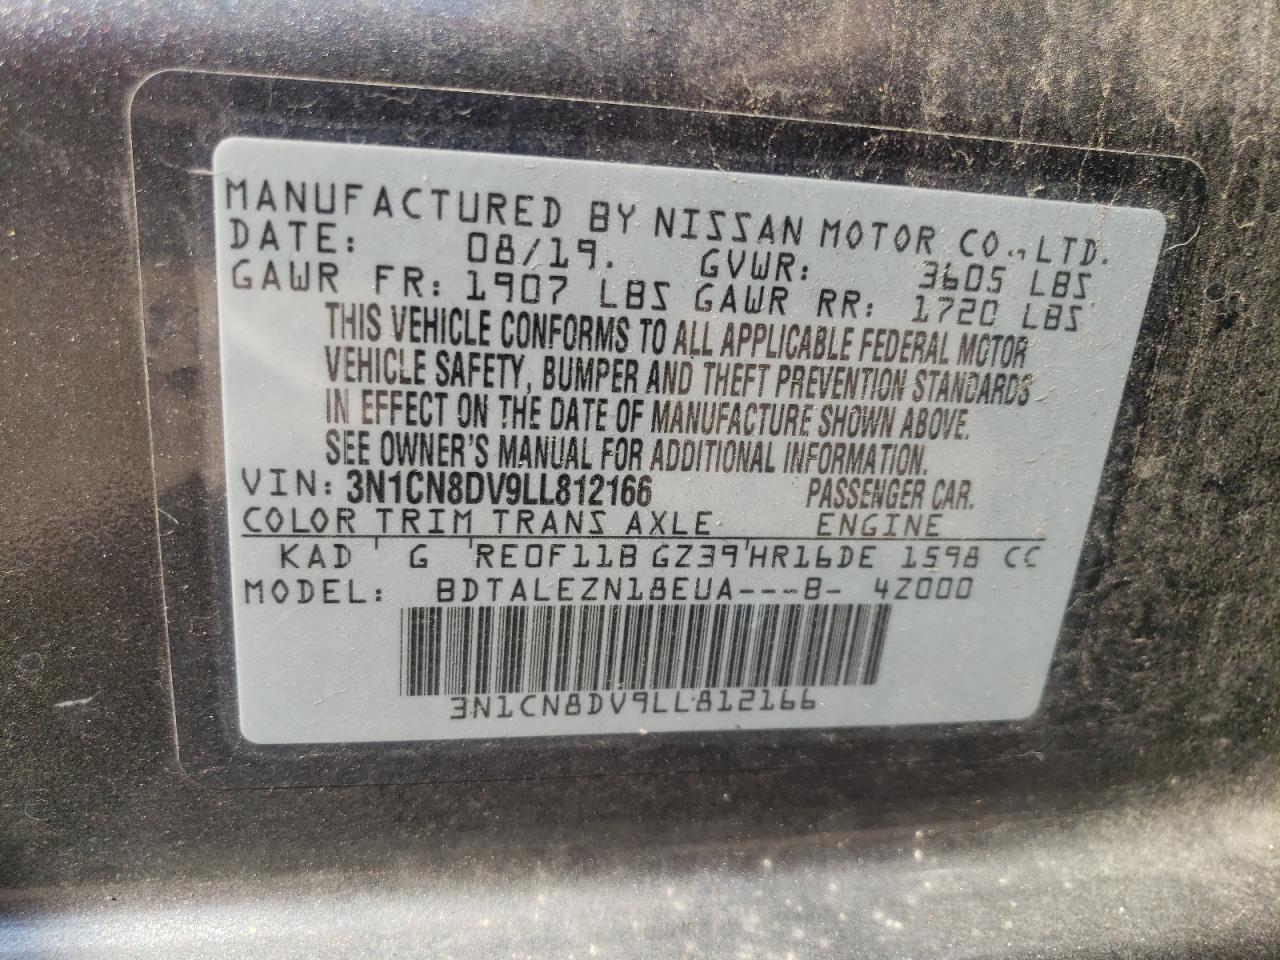 MANUFACTURED BY NISSAN MOTOR CO.,LTD.
DATE: 08/19. GVWR: 3605 LBS
GAWR FR: 1907 LBS GAWR RR: 1720 LBS
THIS VEHICLE CONFORMS TO ALL APPLICABLE FEDERAL MOTOR
VEHICLE SAFETY, BUMPER AND THEFT PREVENTION STANDARDS
IN EFFECT ON THE DATE OF MANUFACTURE SHOWN ABOVE.
SEE OWNER'S MANUAL FOR ADDITIONAL INFORMATION.
VIN: 3N1CN8DV9LL812166 PASSENGER CAR.
COLOR TRIM TRANS AXLE ENGINE
KAD G RE0F11B GZ39 HR16DE 1598 CC
MODEL: BDTALEZN18EUA---B- 4Z000
3N1CN8DV9LL812166